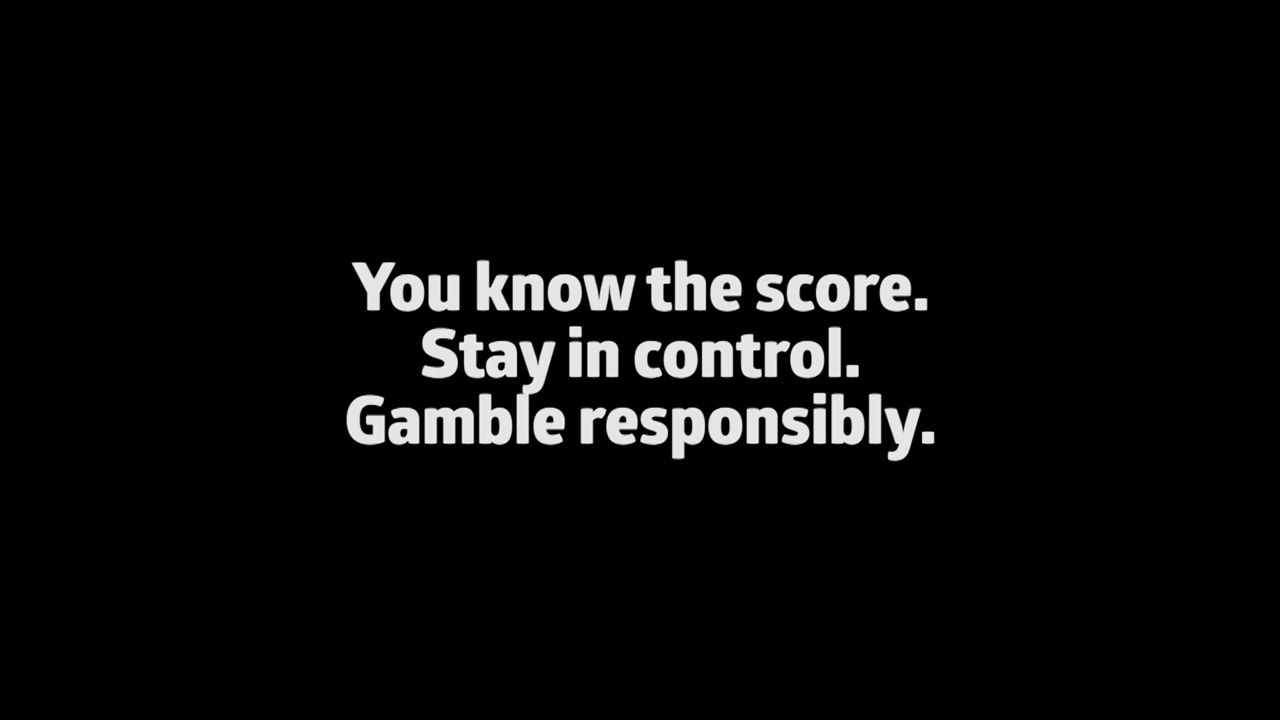 You know the score.
Stay in control.
Gamble responsibly.